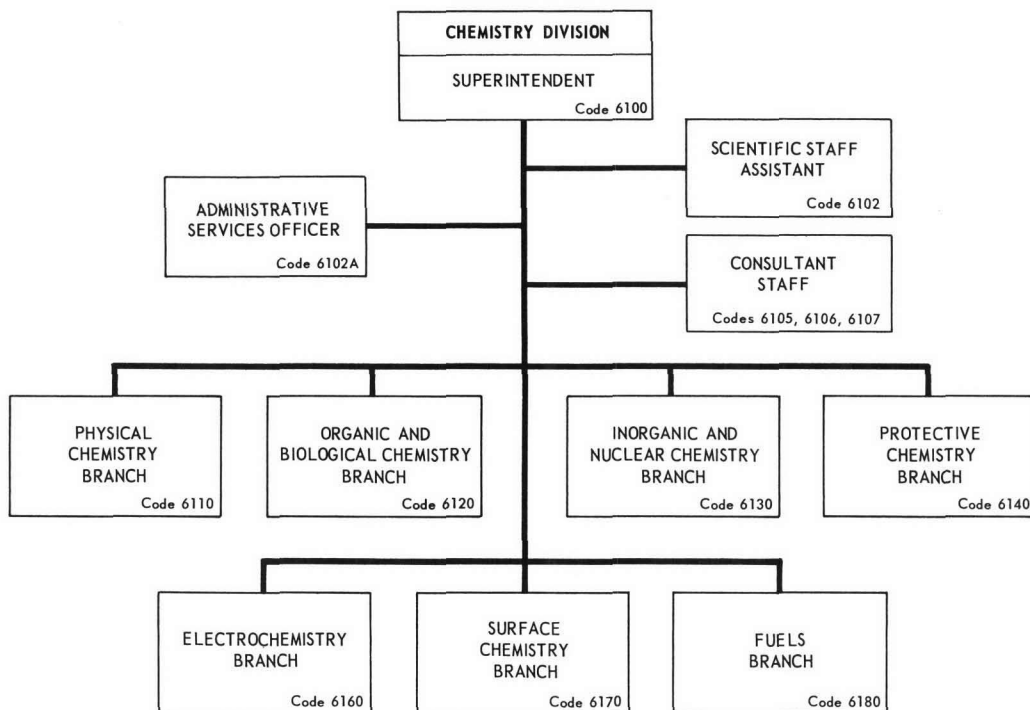 CHEMISTRY DIVISION
SUPERINTENDENT
Code 6100
SCIENTIFIC STAFF
ASSISTANT
Code 6102
ADMINISTRATIVE
SERVICES OFFICER
Code 6102A
CONSULTANT
STAFF
Codes 6105, 6106, 6107
PHYSICAL
CHEMISTRY
BRANCH
Code 6110
ORGANIC AND
BIOLOGICAL CHEMISTRY
BRANCH
Code 6120
INORGANIC AND
NUCLEAR CHEMISTRY
BRANCH
Code 6130
PROTECTIVE
CHEMISTRY
BRANCH
Code 6140
ELECTROCHEMISTRY
BRANCH
Code 6160
SURFACE
CHEMISTRY
BRANCH
Code 6170
FUELS
BRANCH
Code 6180